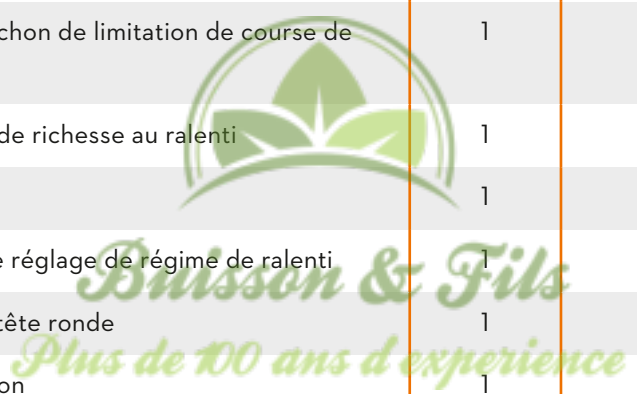 chon de limitation de course de 1
de richesse au ralenti 1
1
e réglage de régime de ralenti 1
Buisson & Fils
tête ronde 1
Plus de 100 ans d'experience
on 1